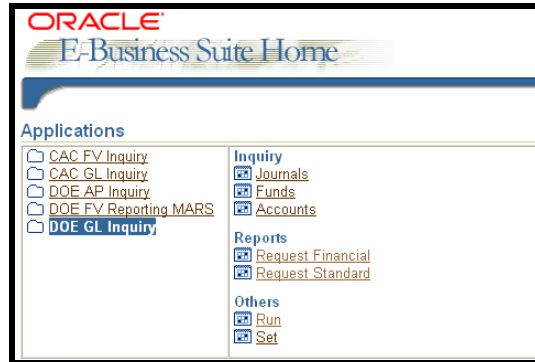 ORACLE
E-Business Suite Home
Applications
CAC FV Inquiry
CAC GL Inquiry
DOE AP Inquiry
DOE FV Reporting MARS
DOE GL Inquiry
Inquiry
Journals
Funds
Accounts
Reports
Request Financial
Request Standard
Others
Run
Set